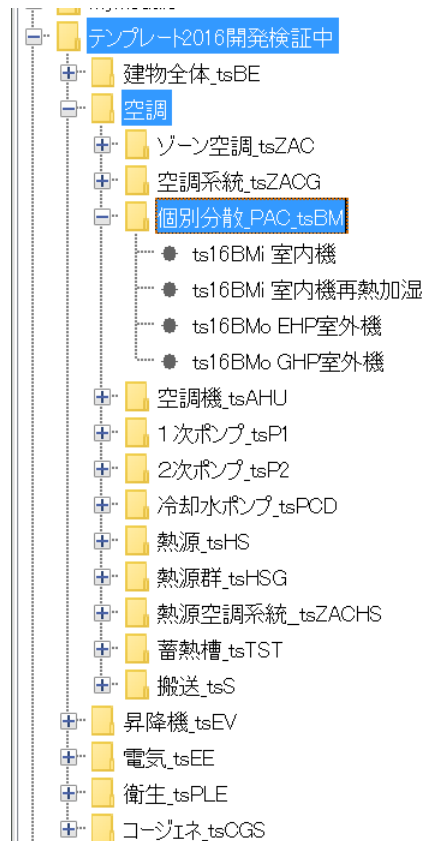 テンプレート2016開発検証中
建物全体_tsBE
空調
ゾーン空調_tsZAC
空調系統_tsZACG
個別分散_PAC_tsBM
ts16BMi 室内機
ts16BMi 室内機再熱加湿
ts16BMo EHP室外機
ts16BMo GHP室外機
空調機_tsAHU
1次ポンプ_tsP1
2次ポンプ_tsP2
冷却水ポンプ_tsPCD
熱源_tsHS
熱源群_tsHSG
熱源空調系統_tsZACHS
蓄熱槽_tsTST
搬送_tsS
昇降機_tsEV
電気_tsEE
衛生_tsPLE
コージェネ_tsCGS